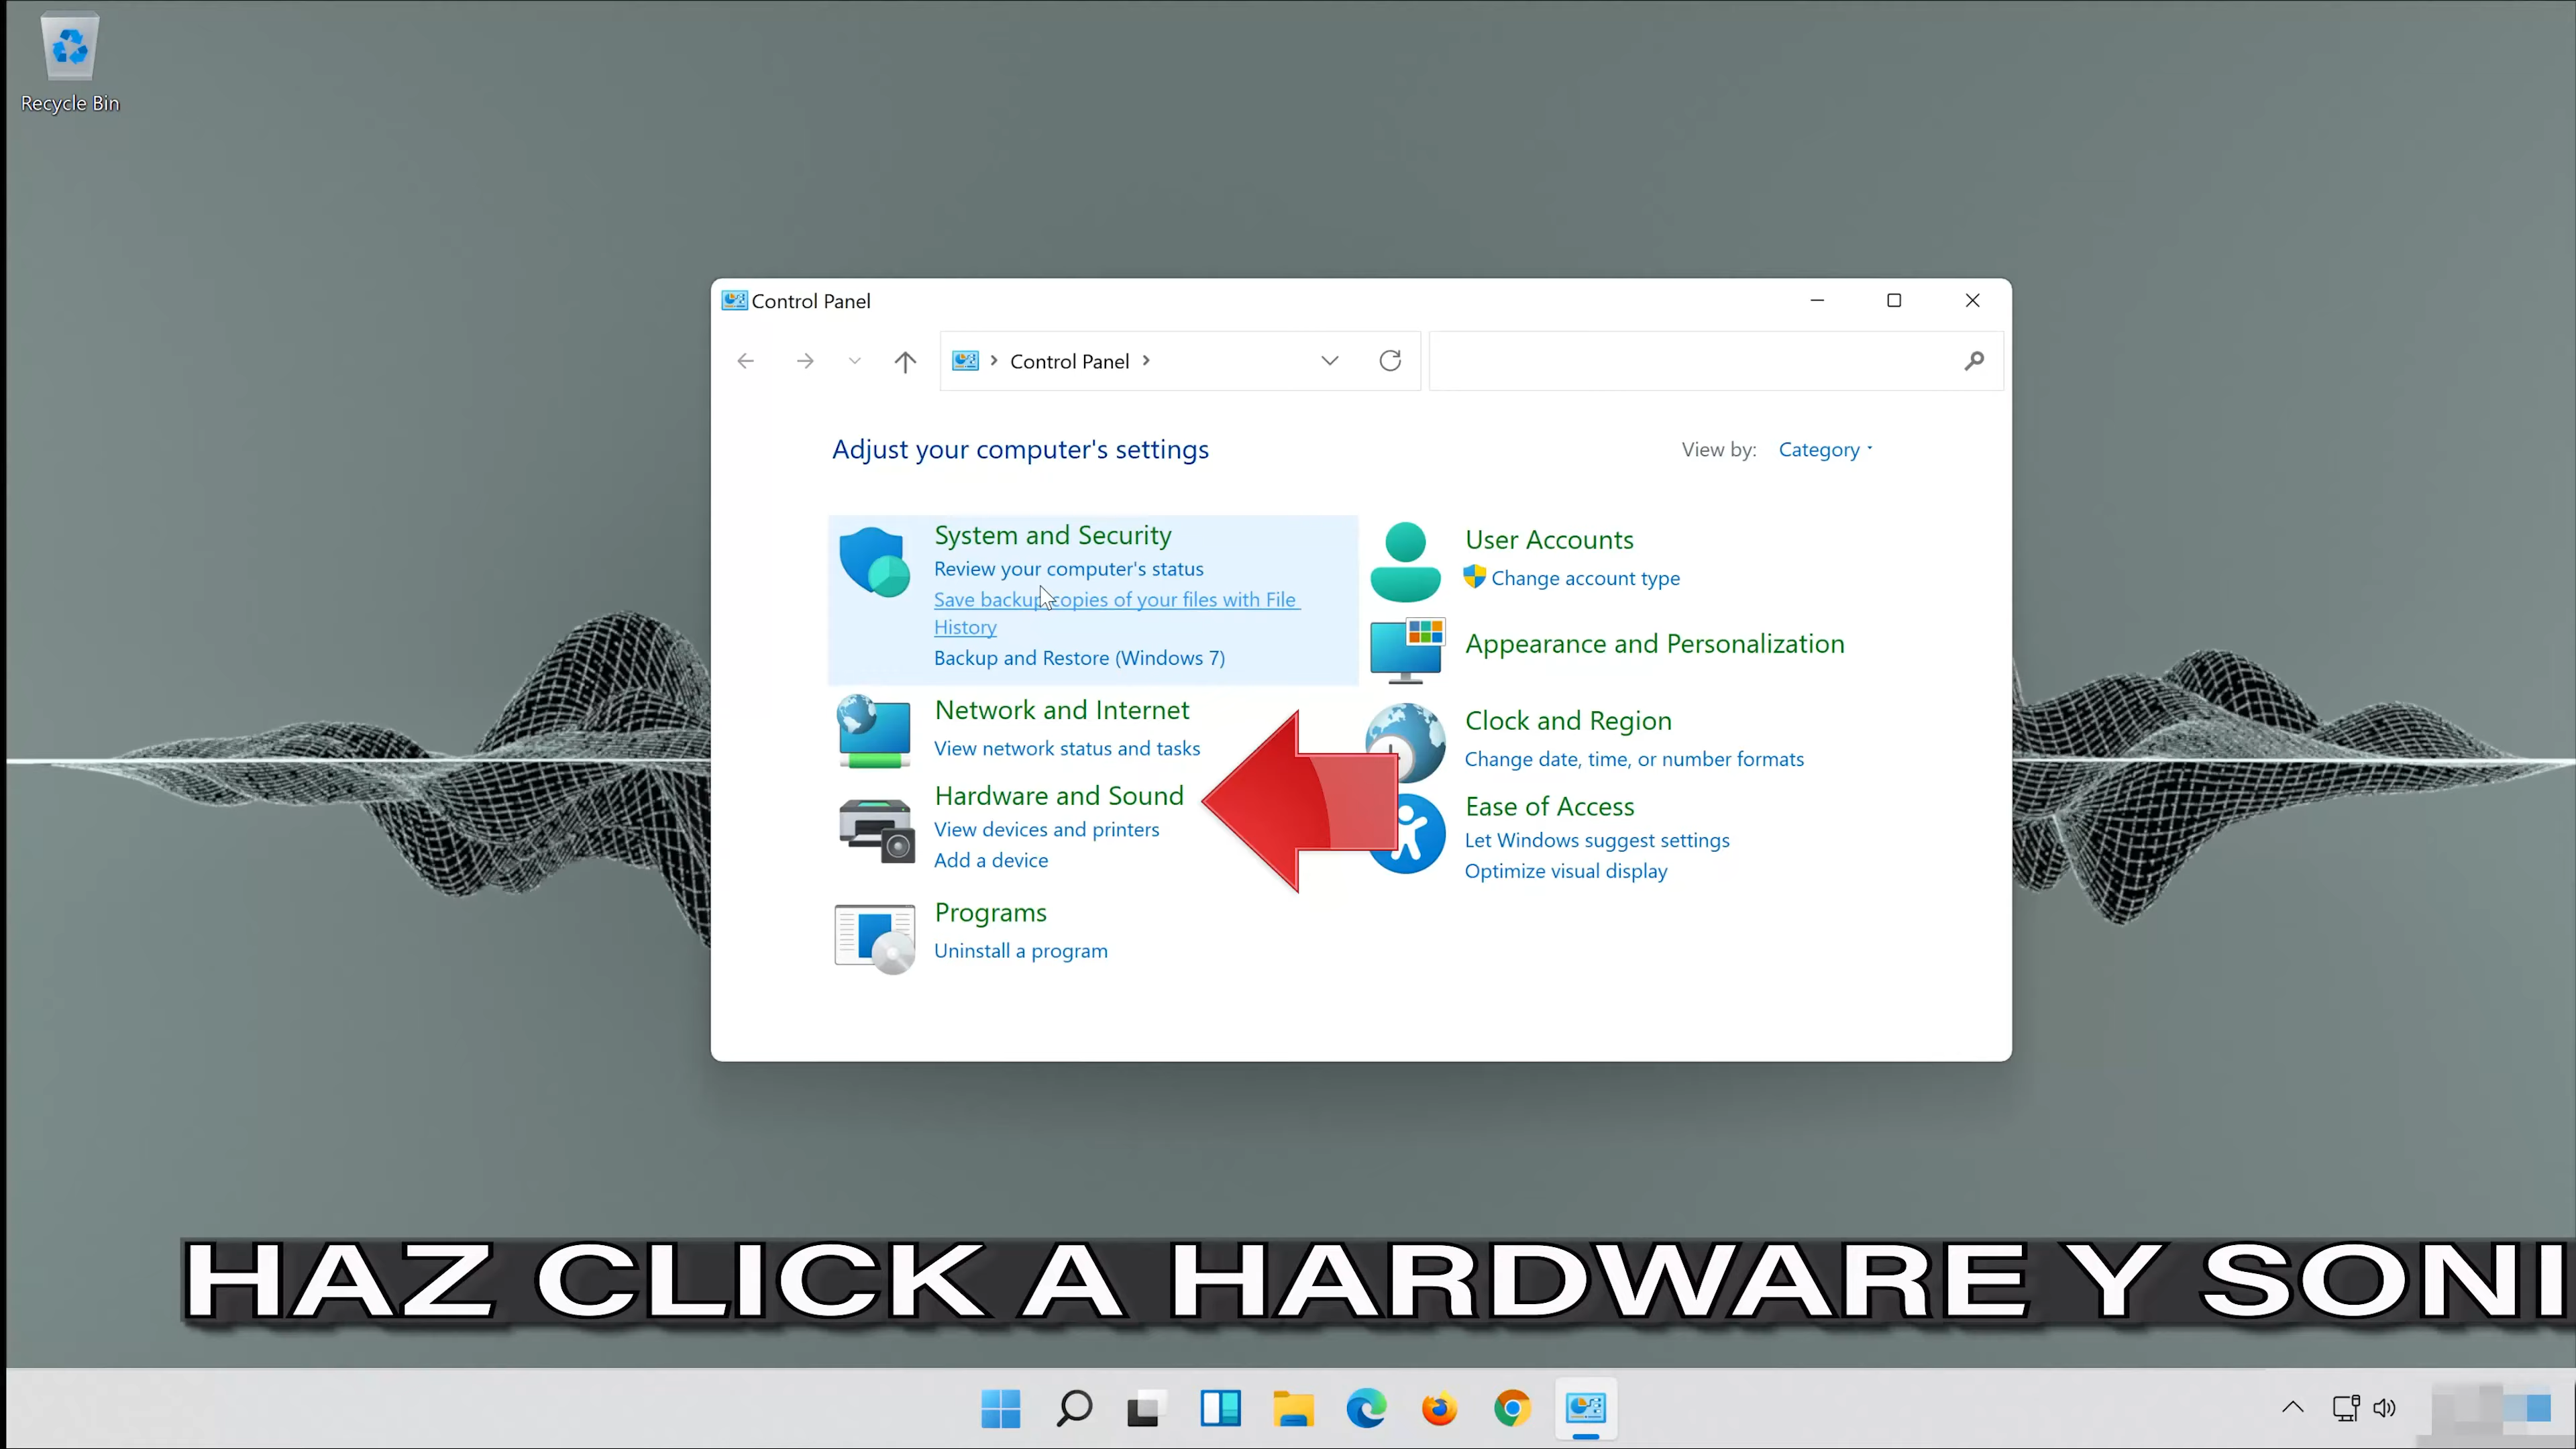 Recycle Bin
Control Panel
Control Panel
Adjust your computer's settings
View by: Category
System and Security
Review your computer's status
Save backup copies of your files with File
History
Backup and Restore (Windows 7)
Network and Internet
View network status and tasks
Hardware and Sound
View devices and printers
Add a device
Programs
Uninstall a program
User Accounts
Change account type
Appearance and Personalization
Clock and Region
Change date, time, or number formats
Ease of Access
Let Windows suggest settings
Optimize visual display
HAZ CLICK A HARDWARE Y SONI